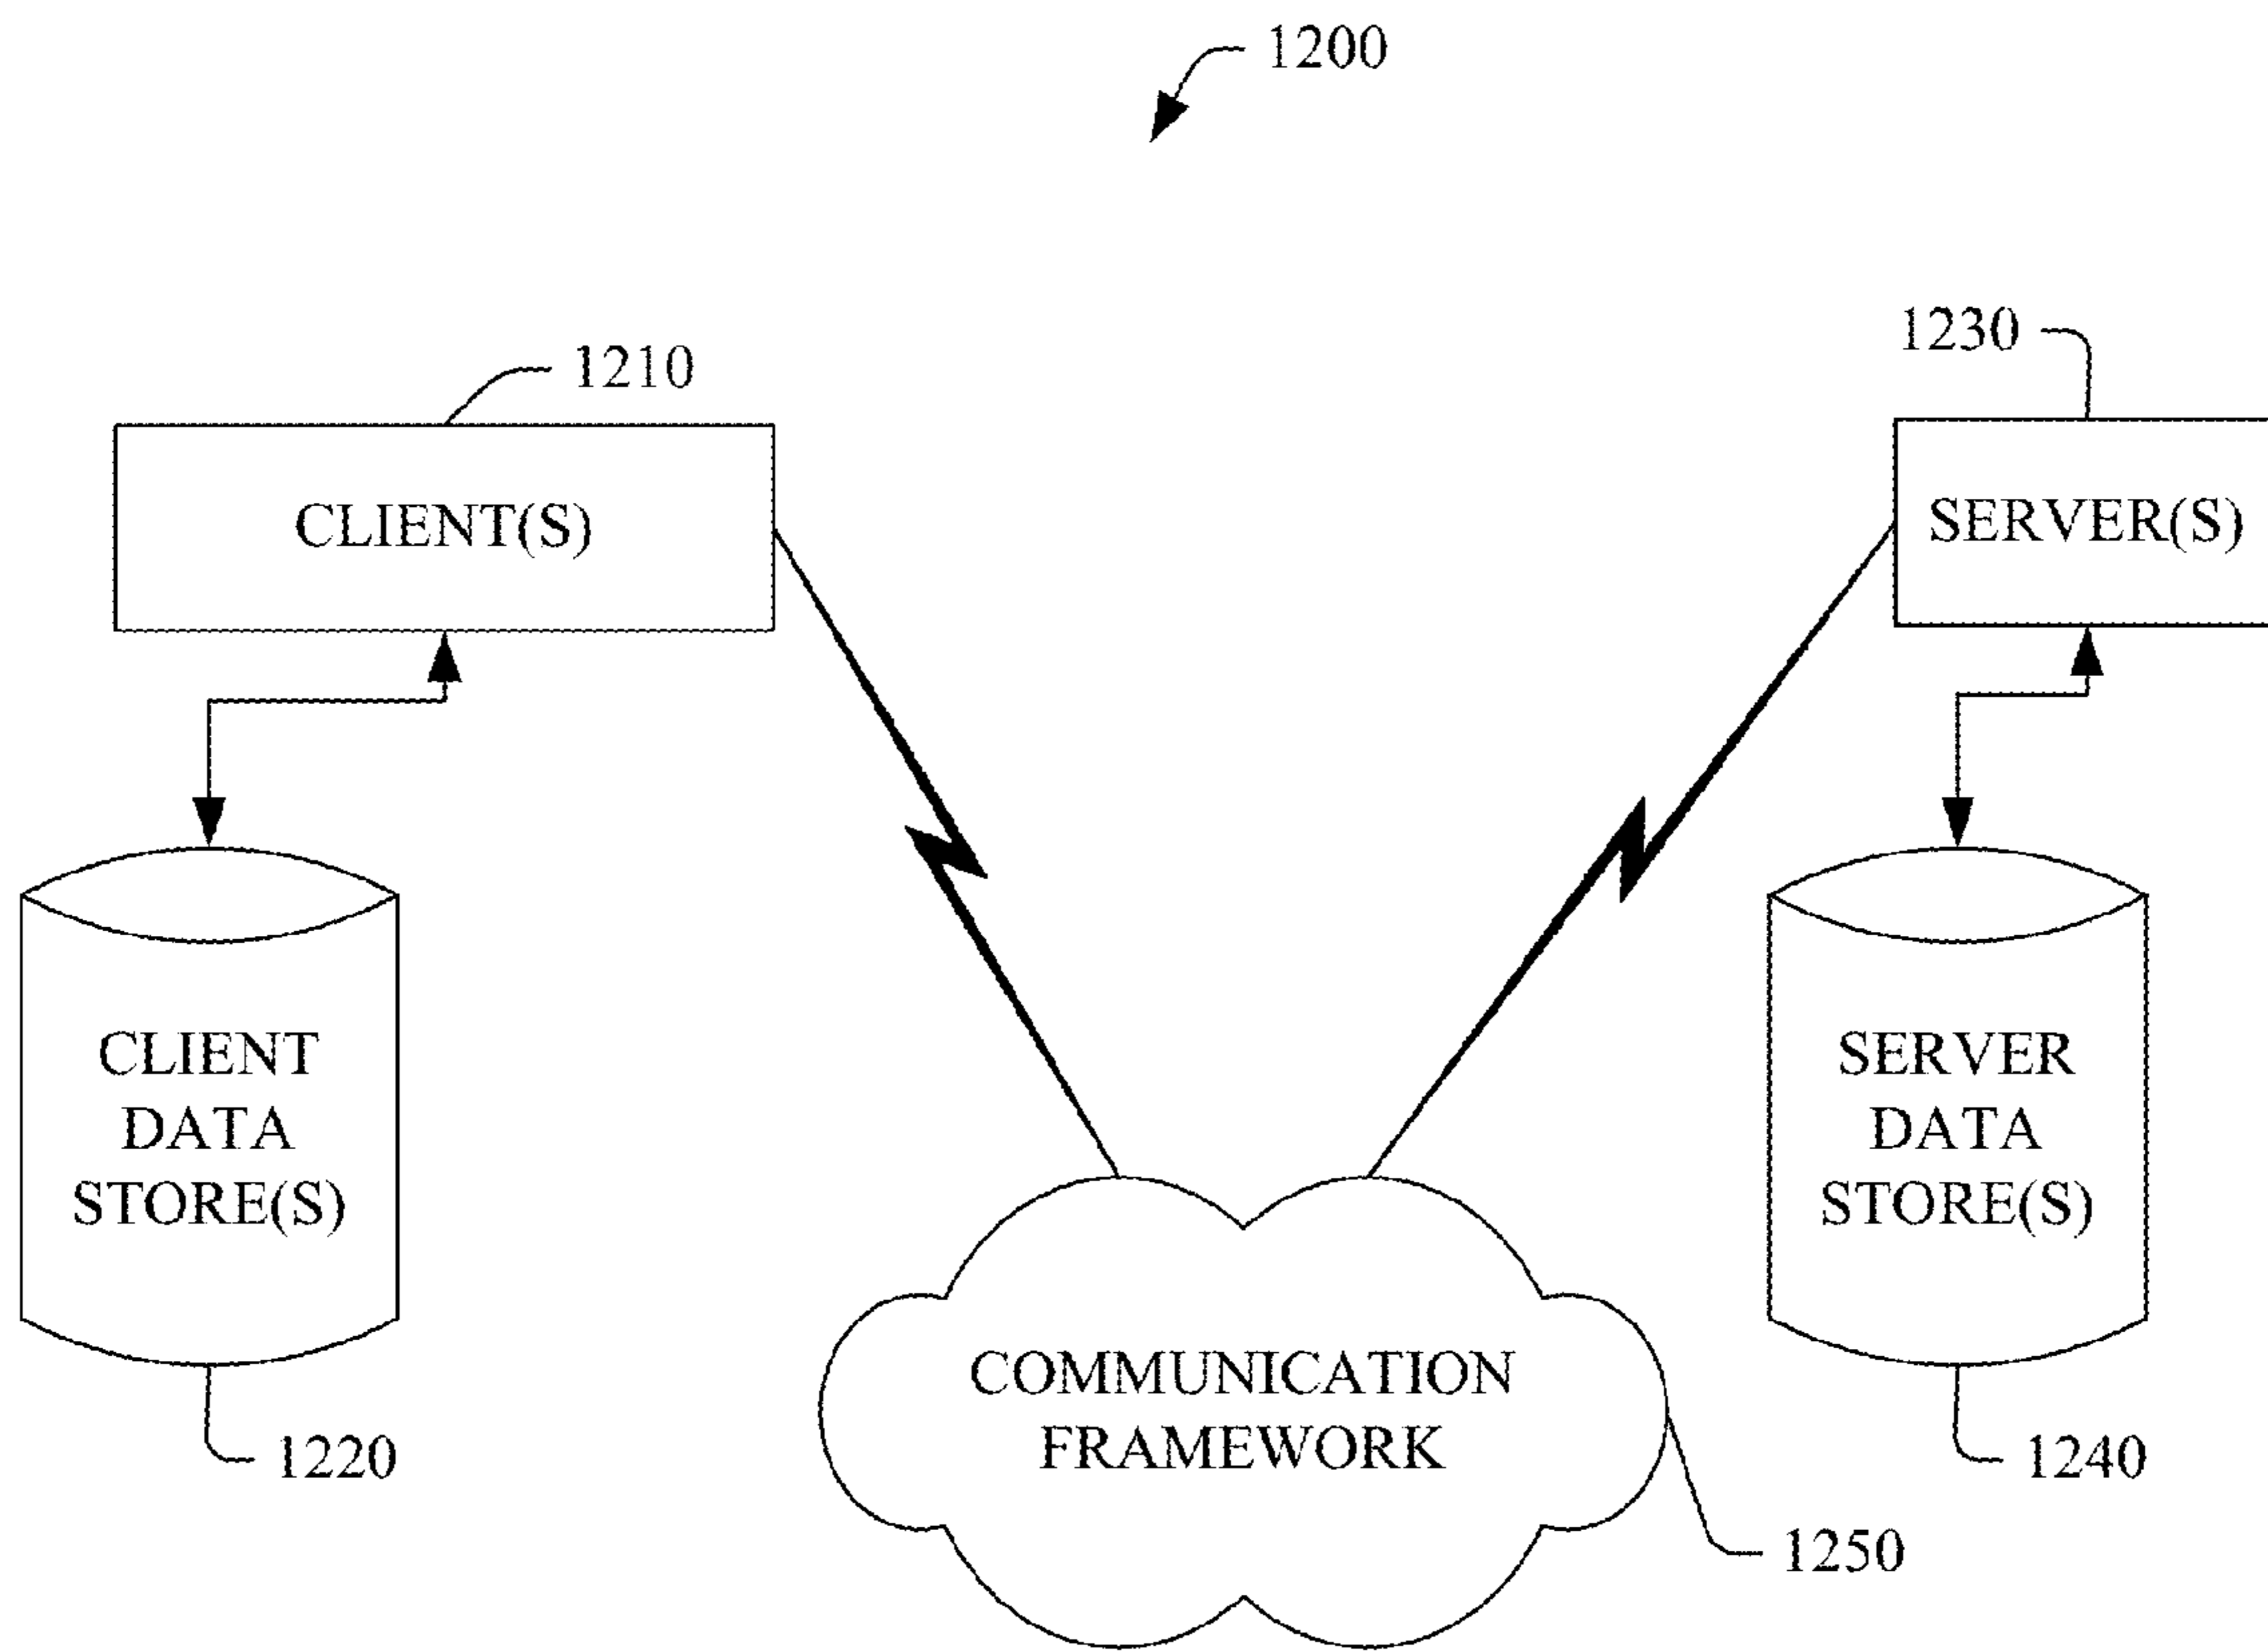 1200
1210
1230
CLIENT(S)
SERVER(S)
CLIENT
DATA
STORE(S)
SERVER
DATA
STORE(S)
COMMUNICATION
FRAMEWORK
1220
1240
1250